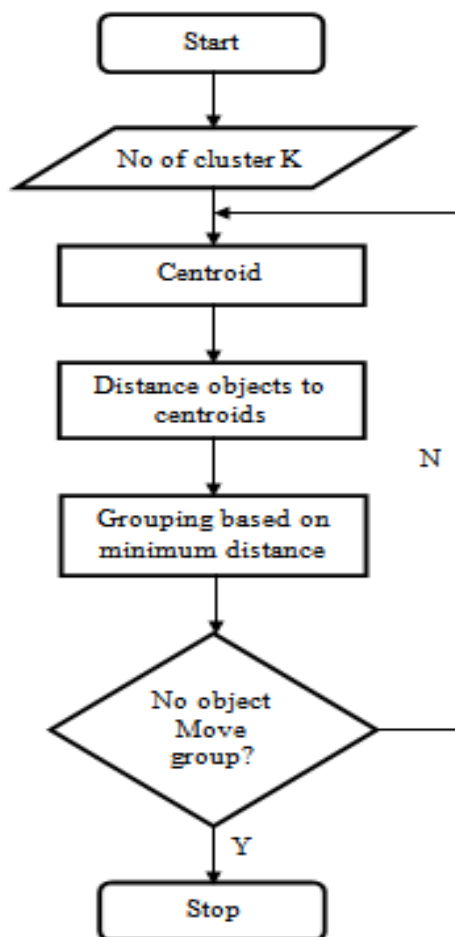 Start
No of cluster K
Centroid
Distance objects to
centroids
N
Grouping based on
minimum distance
No object
Move
group?
Y
Stop